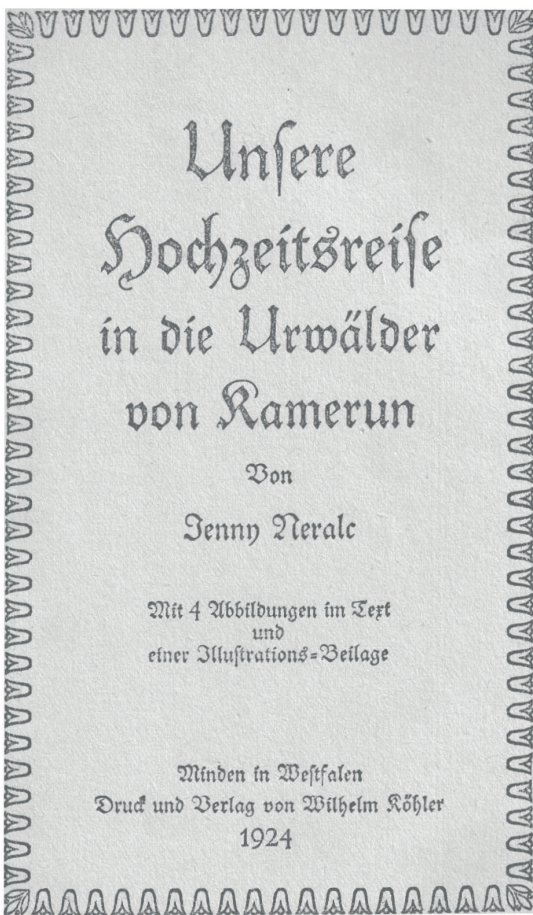 Unsere
Hochzeitsreise
in die Urwälder
von Kamerun
Von
Jenny Neralc
Mit 4 Abbildungen im Text
und
einer Illustrations=Beilage
Minden in Westfalen
Druck und Verlag von Wilhelm Köhler
1924